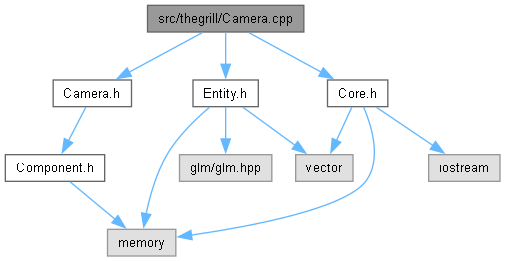 src/thegrill/Camera.cpp
Camera.h
Entity.h
Core.h
Component.h
glm/glm.hpp
vector
iostream
memory